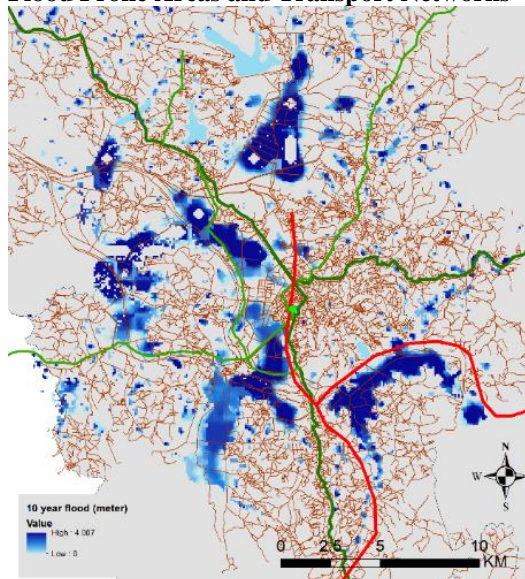 Flood Prone Areas and Transport Networks
N
W
S
10 year flood (meter)
Value
High : 4.007
Low : 0
0 2.5 5 10
KM